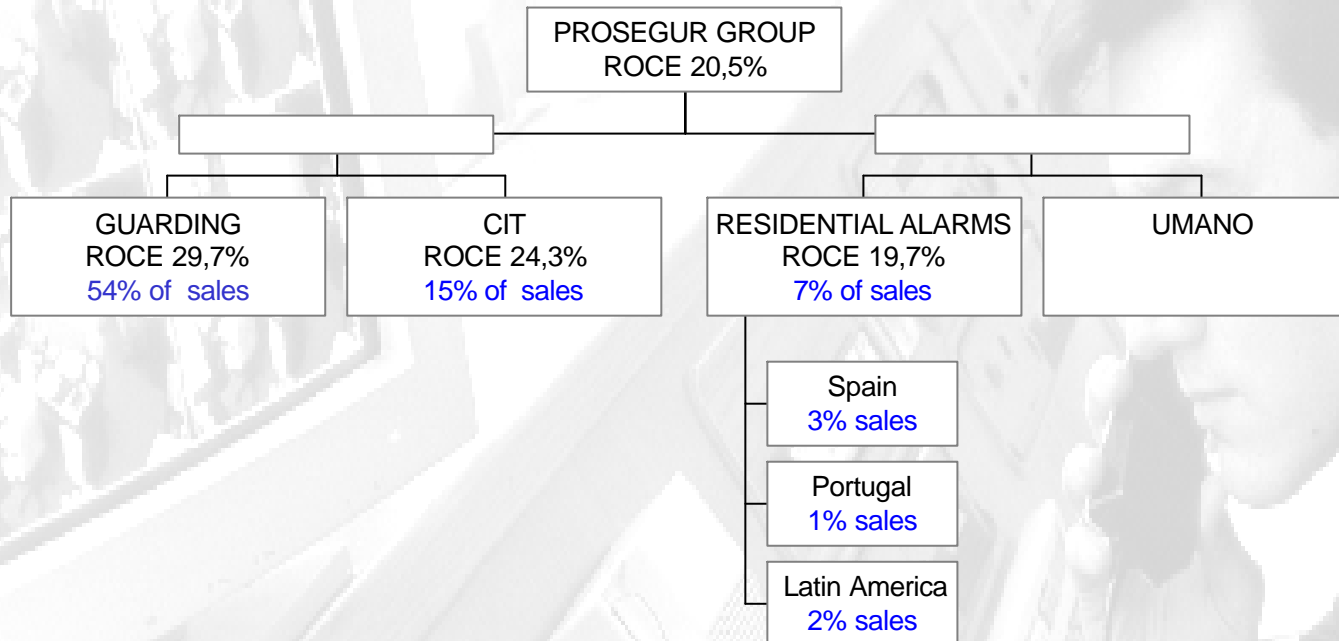 PROSEGUR GROUP
ROCE 20,5%
GUARDING
ROCE 29,7%
54% of sales
CIT
ROCE 24,3%
15% of sales
RESIDENTIAL ALARMS
ROCE 19,7%
7% of sales
UMANO
Spain
3% sales
Portugal
1% sales
Latin America
2% sales